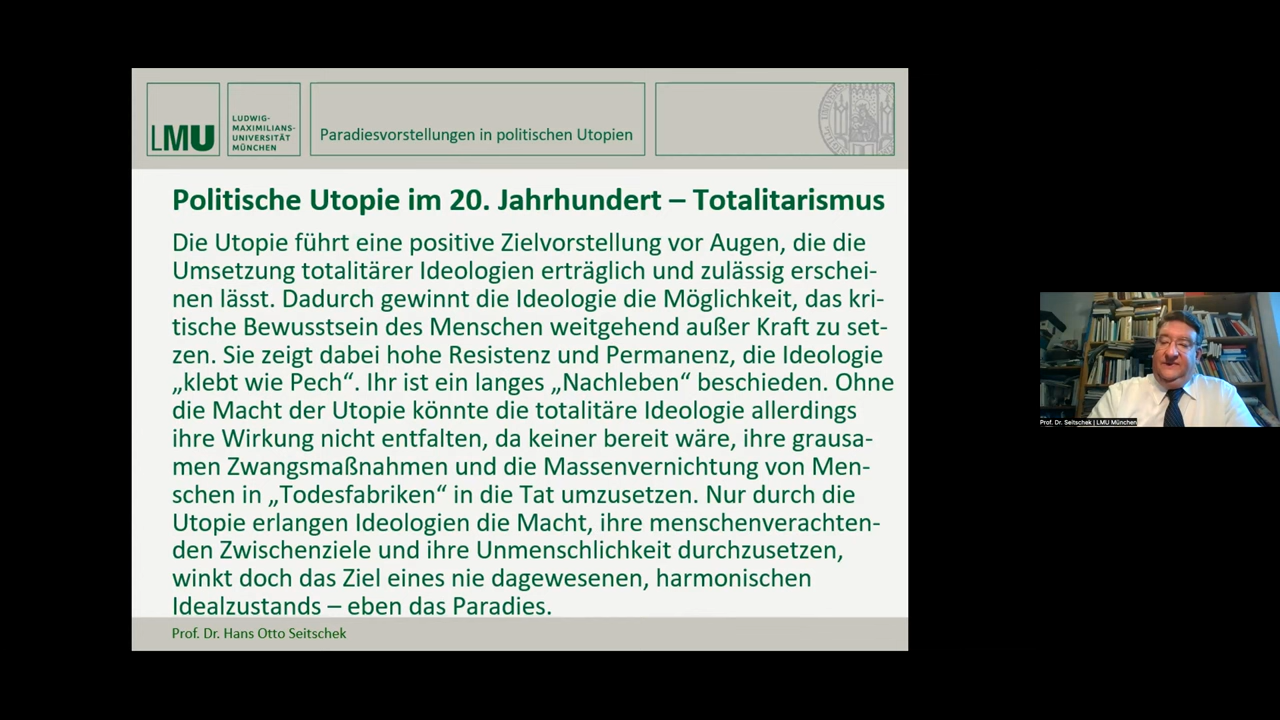 LMU
LUDWIG-
MAXIMILIANS-
UNIVERSITÄT
MÜNCHEN
Paradiesvorstellungen in politischen Utopien
Politische Utopie im 20. Jahrhundert – Totalitarismus
Die Utopie führt eine positive Zielvorstellung vor Augen, die die
Umsetzung totalitärer Ideologien erträglich und zulässig erschei-
nen lässt. Dadurch gewinnt die Ideologie die Möglichkeit, das kri-
tische Bewusstsein des Menschen weitgehend außer Kraft zu set-
zen. Sie zeigt dabei hohe Resistenz und Permanenz, die Ideologie
„klebt wie Pech“. Ihr ist ein langes „Nachleben“ beschieden. Ohne
die Macht der Utopie könnte die totalitäre Ideologie allerdings
ihre Wirkung nicht entfalten, da keiner bereit wäre, ihre grausa-
men Zwangsmaßnahmen und die Massenvernichtung von Men-
schen in „Todesfabriken“ in die Tat umzusetzen. Nur durch die
Utopie erlangen Ideologien die Macht, ihre menschenverachten-
den Zwischenziele und ihre Unmenschlichkeit durchzusetzen,
winkt doch das Ziel eines nie dagewesenen, harmonischen
Idealzustands – eben das Paradies.
Prof. Dr. Hans Otto Seitschek
Prof. Dr. Seitschek | LMU München